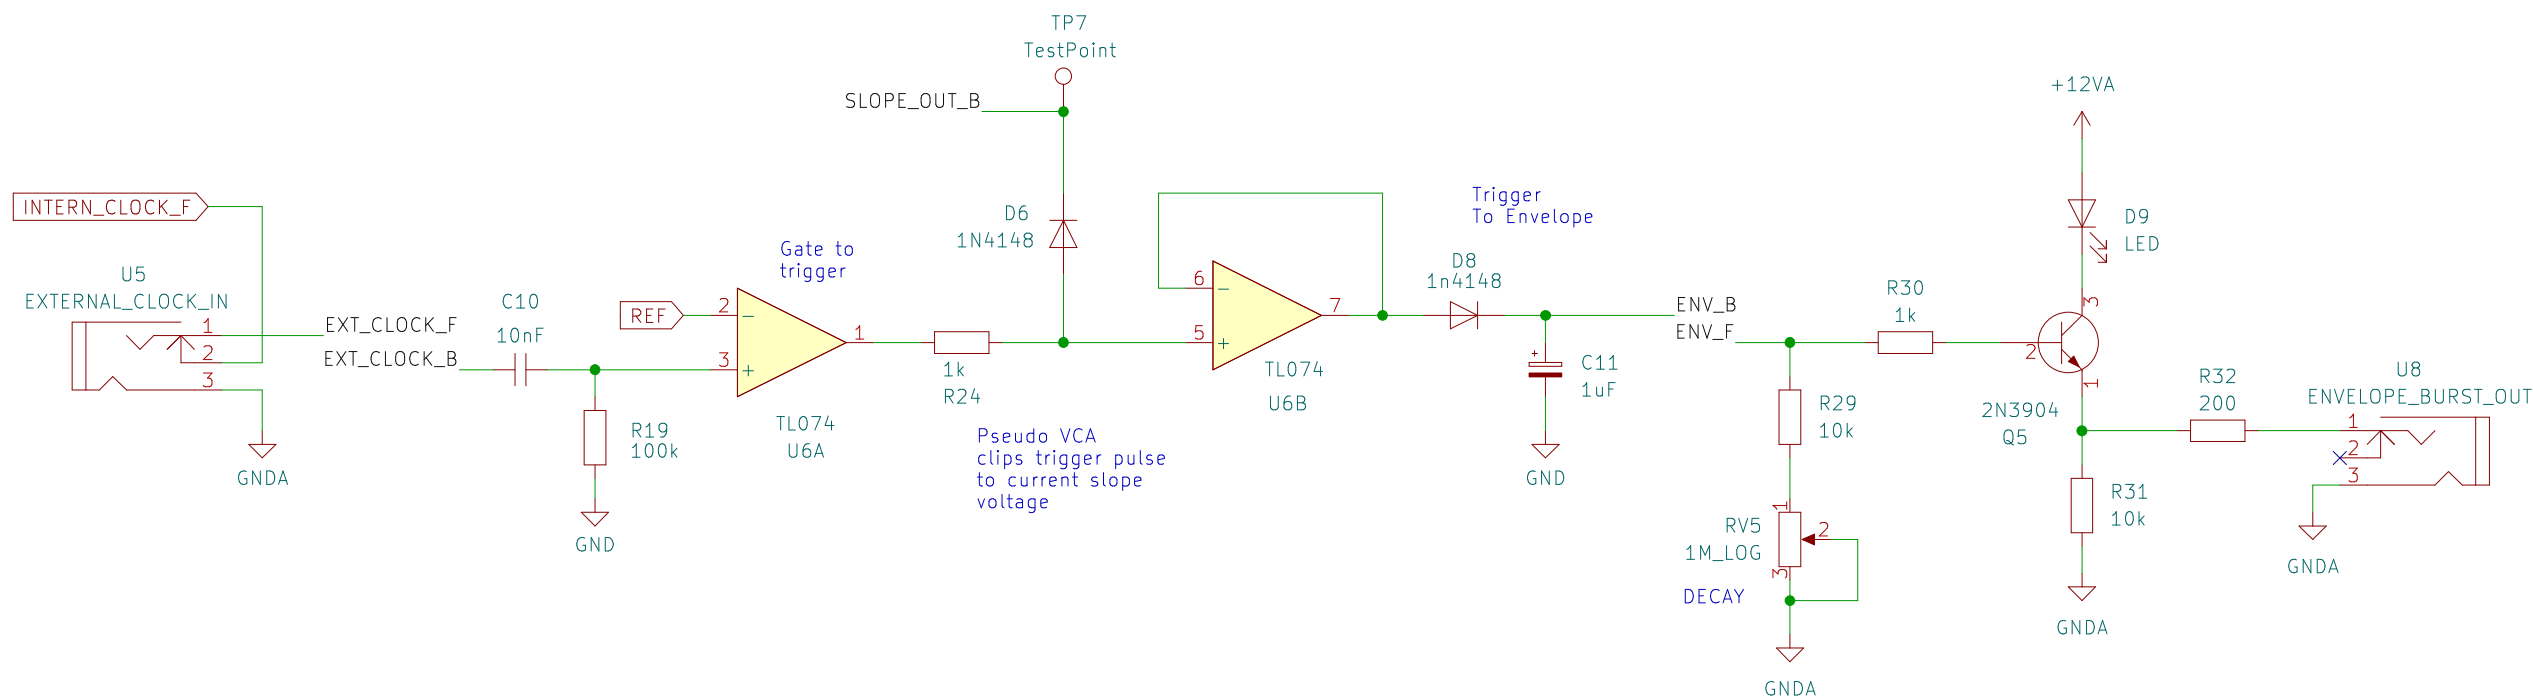 TP7
TestPoint
SLOPE_OUT_B
+12VA
INTERN_CLOCK_F
D6
1N4148
Trigger
To Envelope
D9
LED
Gate to
trigger
U5
EXTERNAL_CLOCK_IN
1
2
3
GNDA
EXT_CLOCK_F
EXT_CLOCK_B
C10
10nF
R19
100k
GND
REF
2
-
3
+
1
TL074
U6A
1k
R24
Pseudo VCA
clips trigger pulse
to current slope
voltage
6
-
5
+
7
TL074
U6B
D8
1n4148
+
C11
1uF
GND
ENV_B
ENV_F
R30
1k
R29
10k
RV5
1M_LOG
1
2
3
DECAY
GNDA
3
2
1
2N3904
Q5
R31
10k
GNDA
R32
200
U8
ENVELOPE_BURST_OUT
1
2
3
GNDA